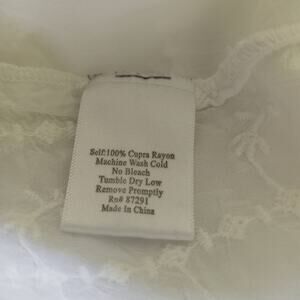 Self:100% Cupra Rayon
Machine Wash Cold
No Bleach
Tumble Dry Low
Remove Promptly
Rn# 87291
Made In China